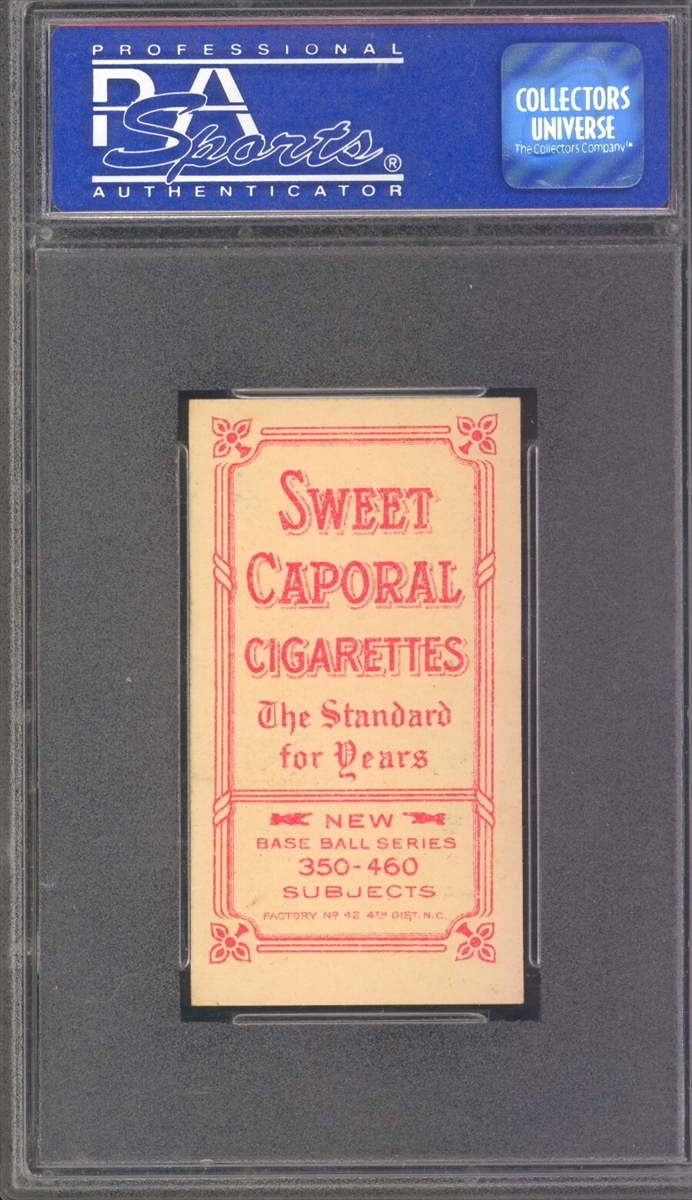 PROFESSIONAL
PSA
Sports®
AUTHENTICATOR
COLLECTORS
UNIVERSE
The Collectors Company™
SWEET
CAPORAL
CIGARETTES
The Standard
for Years
NEW
BASE BALL SERIES
350-460
SUBJECTS
FACTORY Nº 42 4TH DIST. N.C.